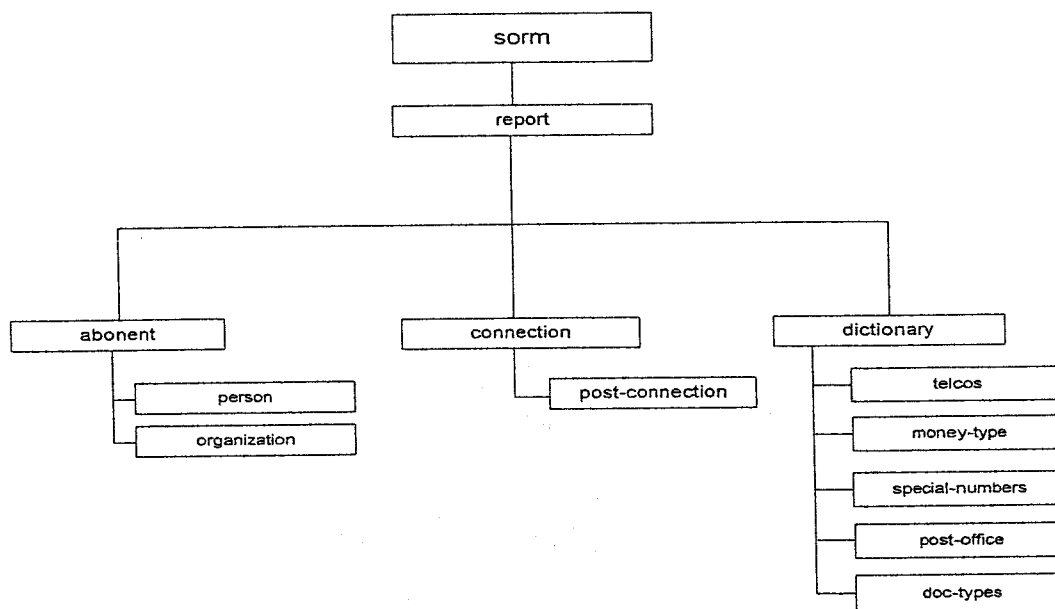 sorm
report
abonent
connection
dictionary
person
organization
post-connection
telcos
money-type
special-numbers
post-office
doc-types